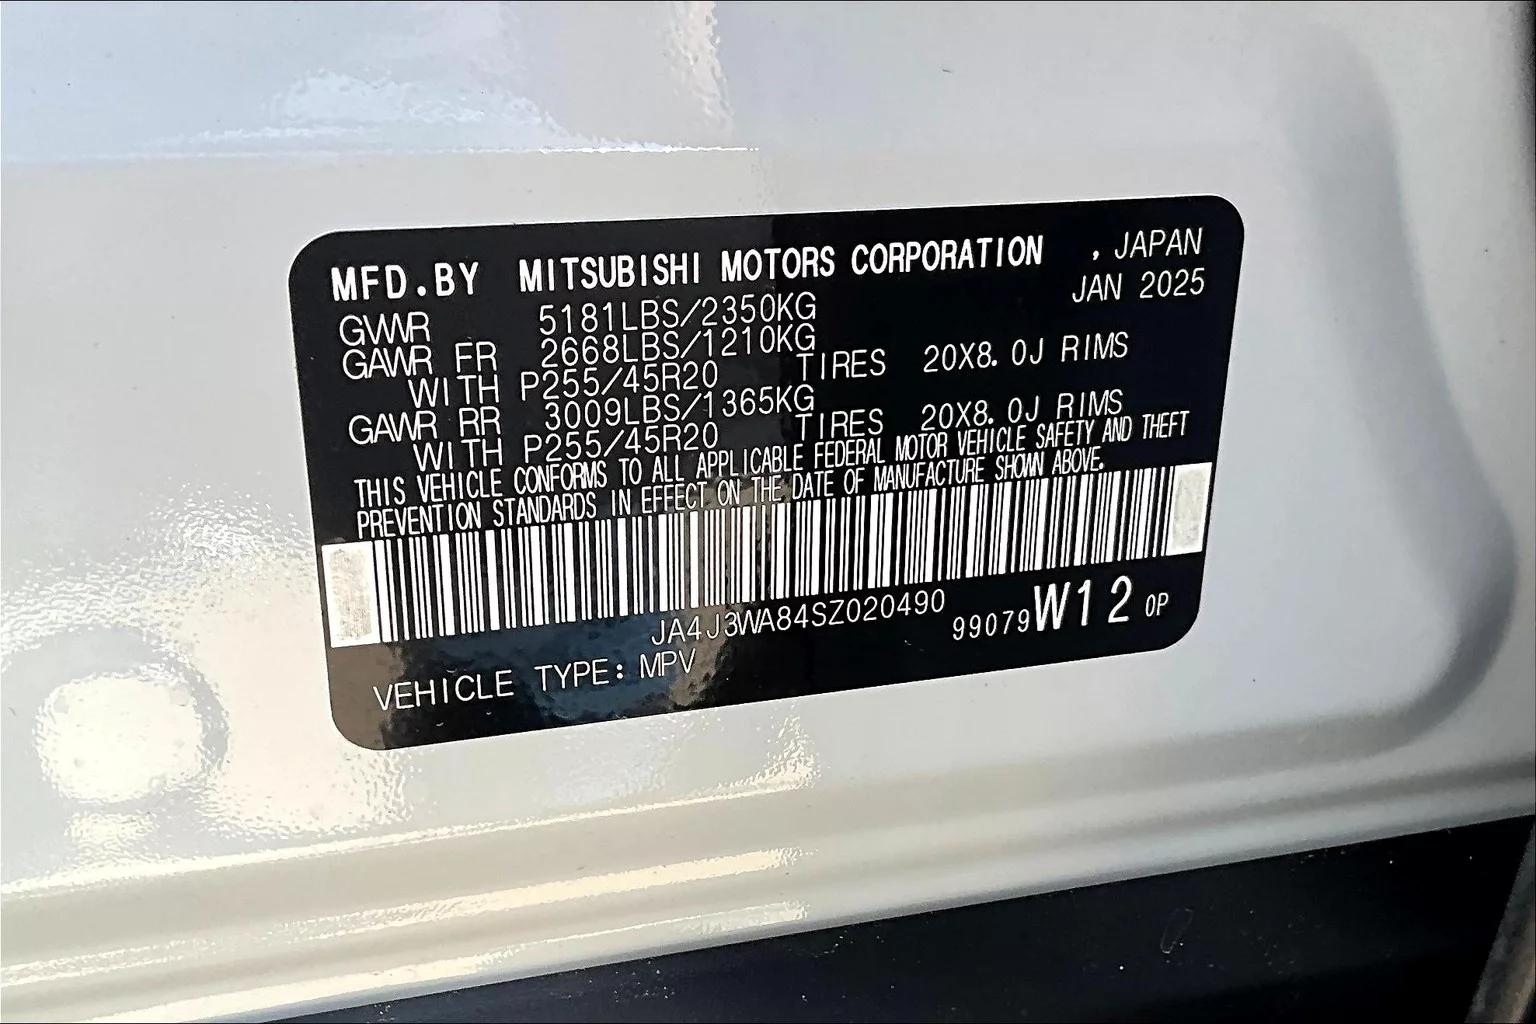 MFD.BY MITSUBISHI MOTORS CORPORATION , JAPAN
JAN 2025
GVWR 5181LBS/2350KG
GAWR FR 2668LBS/1210KG
WITH P255/45R20 TIRES 20X8.0J RIMS
GAWR RR 3009LBS/1365KG
WITH P255/45R20 TIRES 20X8.0J RIMS
THIS VEHICLE CONFORMS TO ALL APPLICABLE FEDERAL MOTOR VEHICLE SAFETY AND THEFT
PREVENTION STANDARDS IN EFFECT ON THE DATE OF MANUFACTURE SHOWN ABOVE.
JA4J3WA84SZ020490
99079 W12 0P
VEHICLE TYPE: MPV